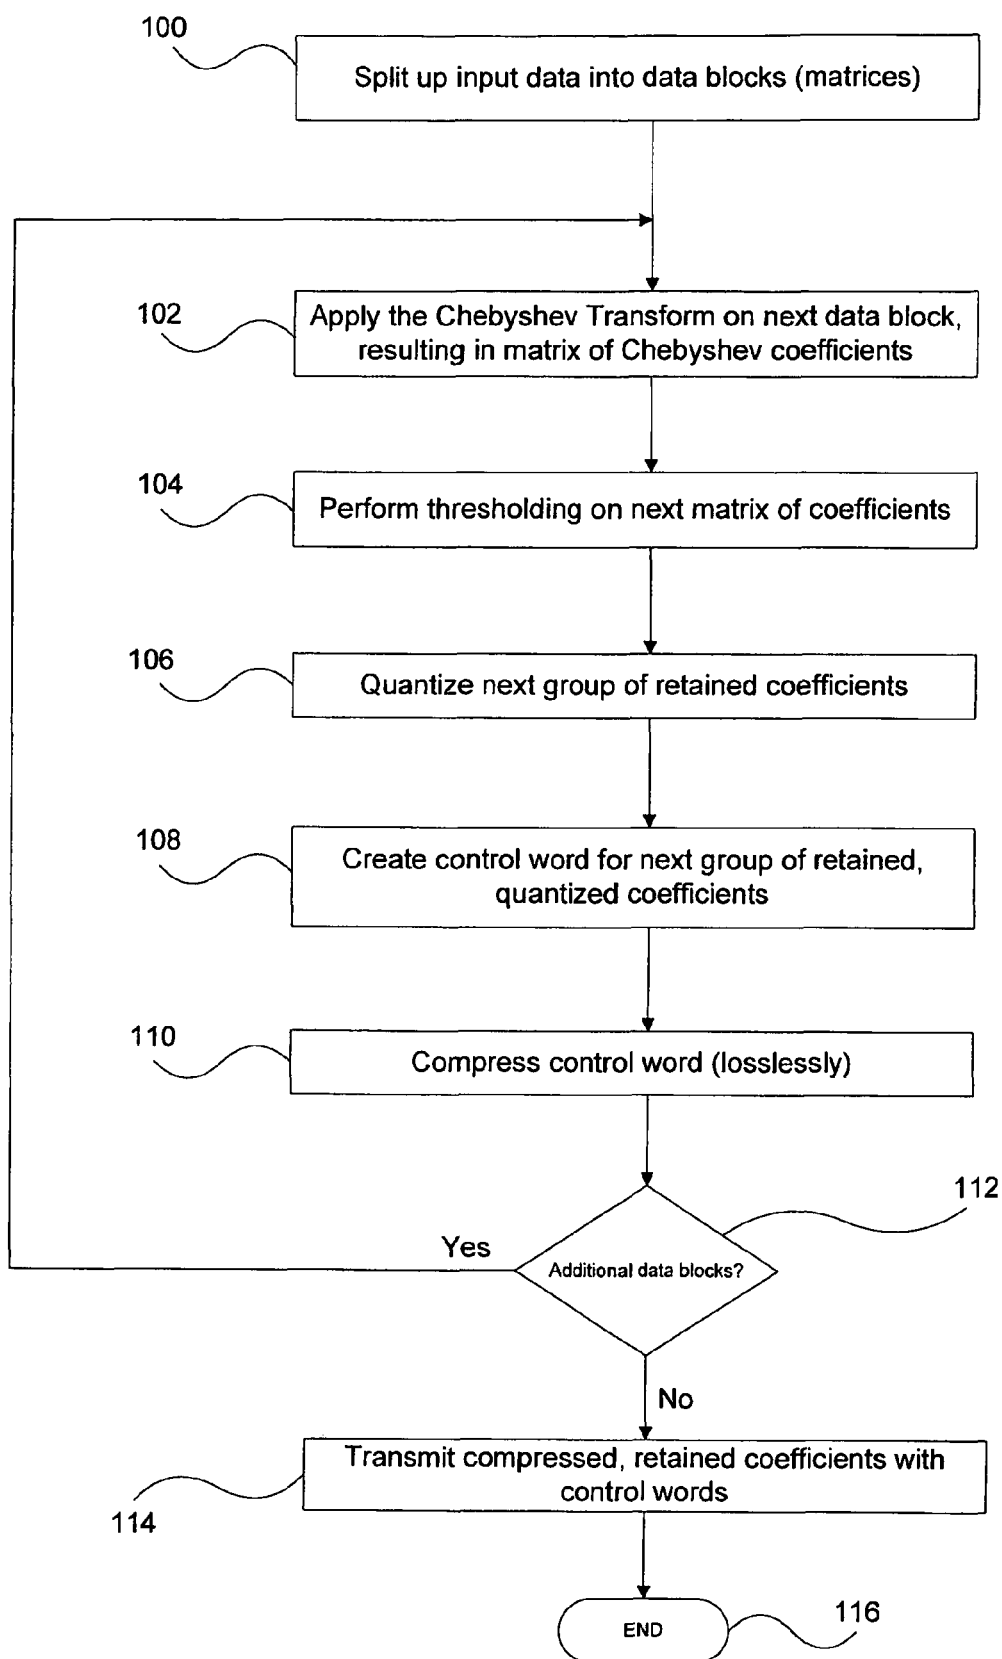 100
Split up input data into data blocks (matrices)
102
Apply the Chebyshev Transform on next data block,
resulting in matrix of Chebyshev coefficients
104
Perform thresholding on next matrix of coefficients
106
Quantize next group of retained coefficients
108
Create control word for next group of retained,
quantized coefficients
110
Compress control word (losslessly)
112
Yes
Additional data blocks?
No
Transmit compressed, retained coefficients with
control words
114
END
116